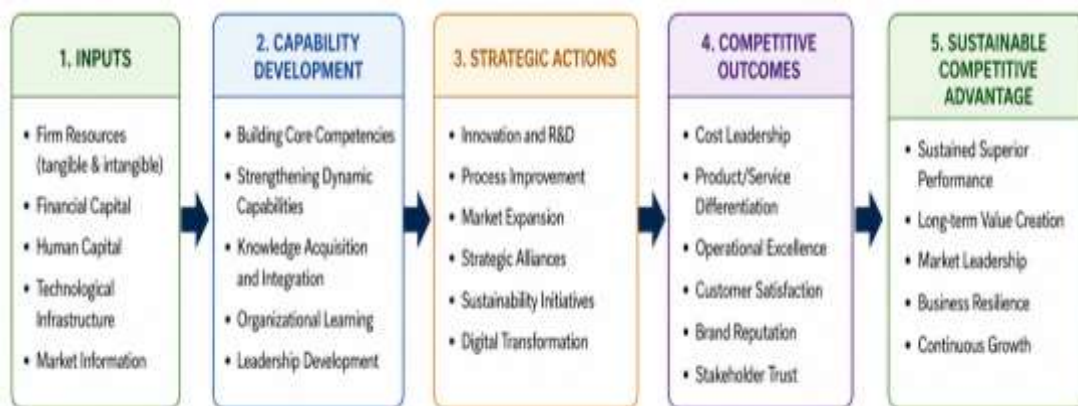 1. INPUTS
• Firm Resources
(tangible & intangible)
• Financial Capital
• Human Capital
• Technological
Infrastructure
• Market Information
2. CAPABILITY
DEVELOPMENT
• Building Core Competencies
• Strengthening Dynamic
Capabilities
• Knowledge Acquisition
and Integration
• Organizational Learning
• Leadership Development
3. STRATEGIC ACTIONS
• Innovation and R&D
• Process Improvement
• Market Expansion
• Strategic Alliances
• Sustainability Initiatives
• Digital Transformation
4. COMPETITIVE
OUTCOMES
• Cost Leadership
• Product/Service
Differentiation
• Operational Excellence
• Customer Satisfaction
• Brand Reputation
• Stakeholder Trust
5. SUSTAINABLE
COMPETITIVE
ADVANTAGE
• Sustained Superior
Performance
• Long-term Value Creation
• Market Leadership
• Business Resilience
• Continuous Growth